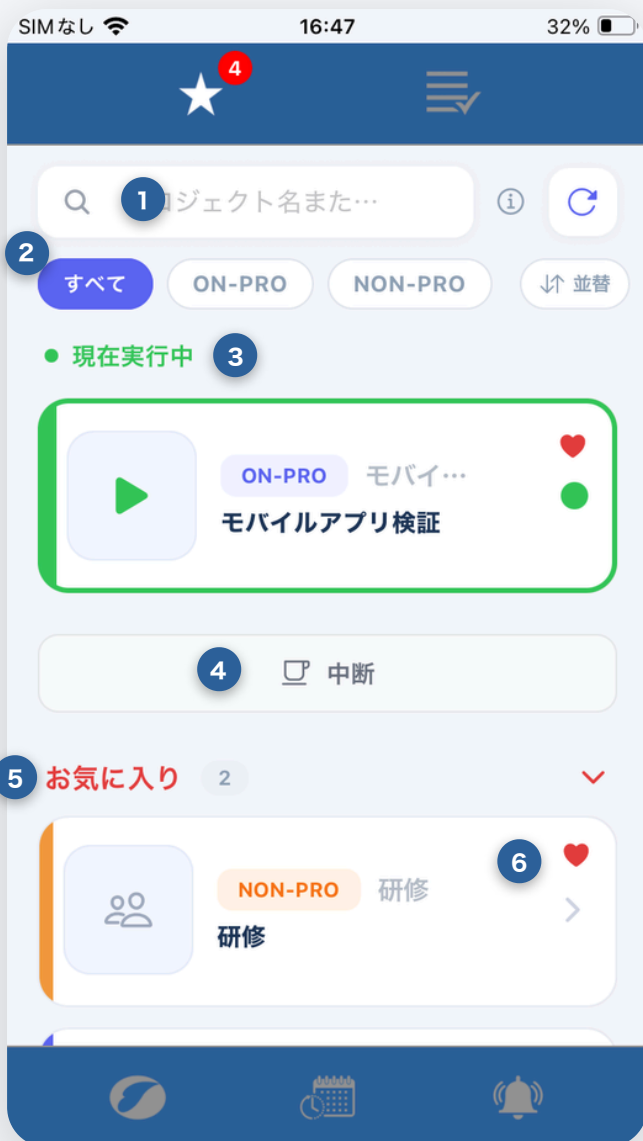 SIMなし 16:47 32%
4
1 ジェクト名また…
2
すべて ON-PRO NON-PRO 並替
現在実行中 3
ON-PRO モバイ…
モバイルアプリ検証
4 中断
5 お気に入り 2
6
NON-PRO 研修
研修